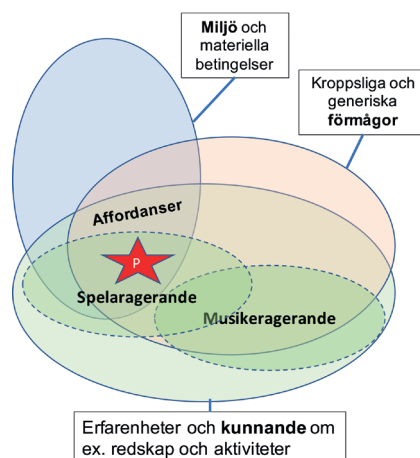 Miljö och
materiella
betingelser
Kroppsliga och
generiska
förmågor
Affordanser
P
Spelaragerande
Musikeragerande
Erfarenheter och kunnande om
ex. redskap och aktiviteter